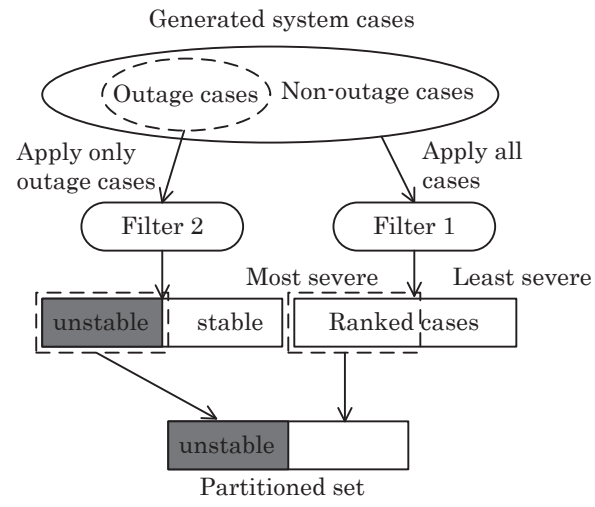 Generated system cases
Outage cases
Non-outage cases
Apply only
outage cases
Apply all
cases
Filter 2
Filter 1
Most severe
Least severe
unstable
stable
Ranked cases
unstable
Partitioned set